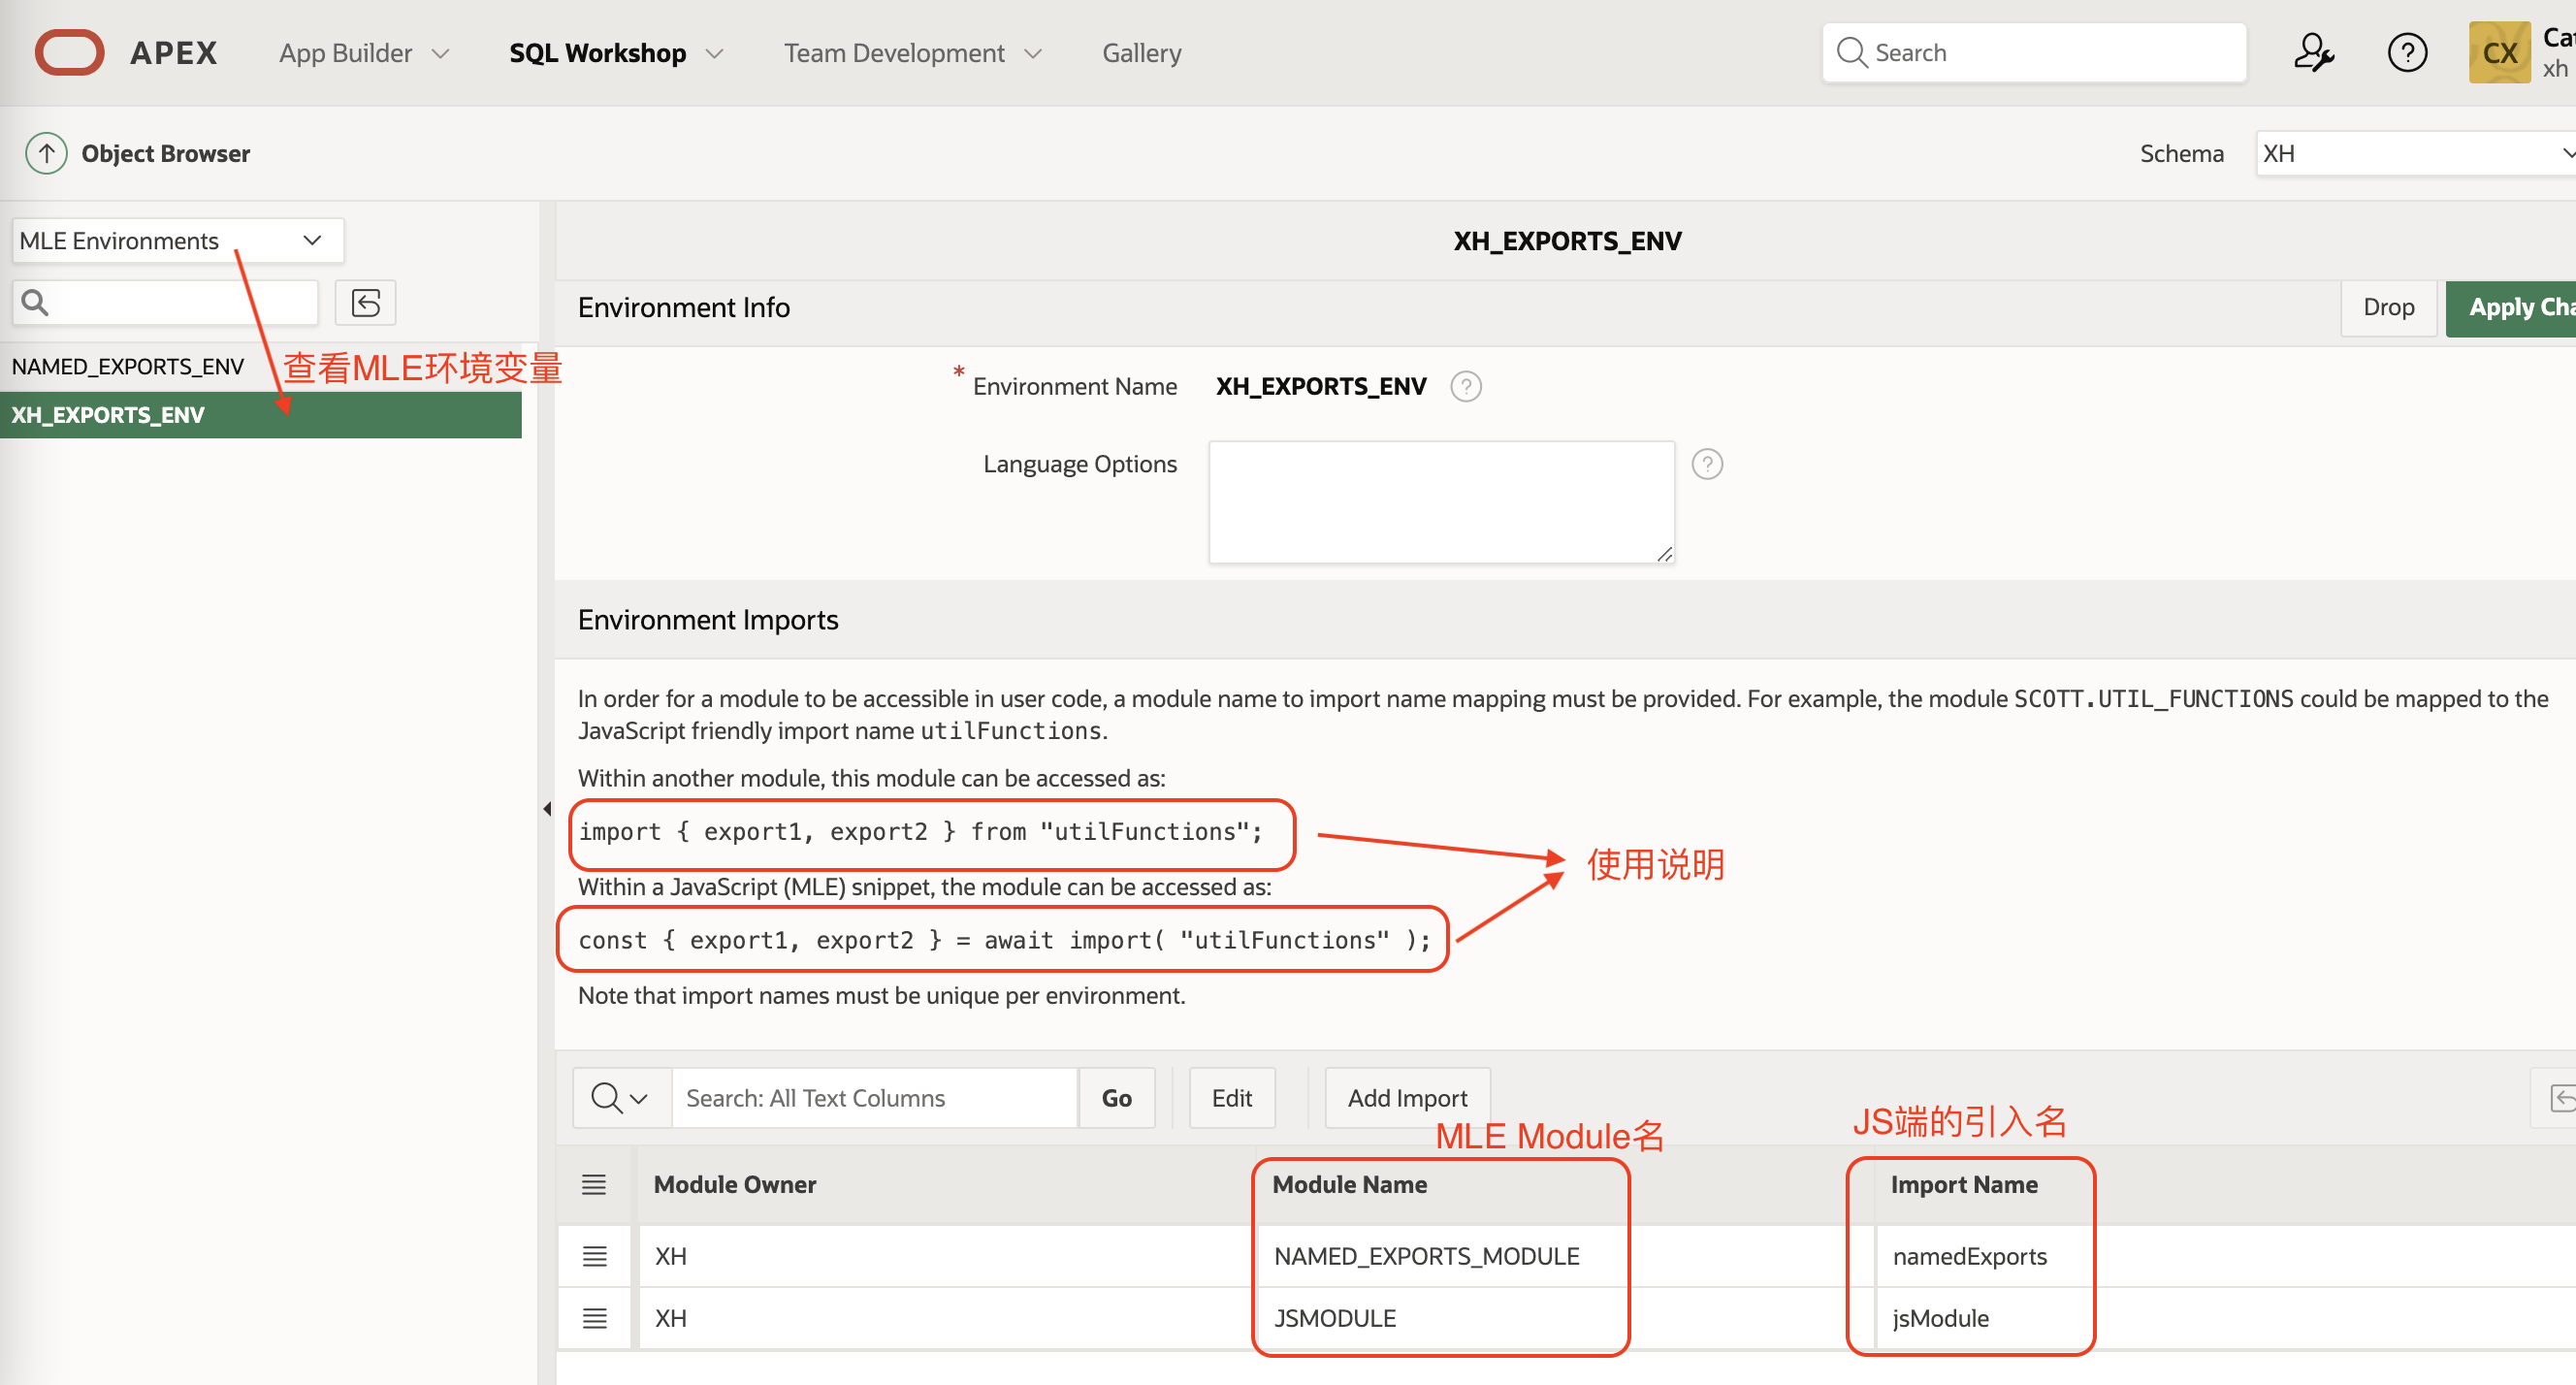 APEX App Builder SQL Workshop Team Development Gallery Search CX
xh
Object Browser Schema XH
MLE Environments
XH_EXPORTS_ENV
Environment Info Drop Apply
NAMED_EXPORTS_ENV
查看MLE环境变量
XH_EXPORTS_ENV
* Environment Name XH_EXPORTS_ENV ?
Language Options ?
Environment Imports
In order for a module to be accessible in user code, a module name to import name mapping must be provided. For example, the module SCOTT.UTIL_FUNCTIONS could be mapped to the
JavaScript friendly import name utilFunctions.
Within another module, this module can be accessed as:
import { export1, export2 } from "utilFunctions";
使用说明
Within a JavaScript (MLE) snippet, the module can be accessed as:
const { export1, export2 } = await import( "utilFunctions" );
Note that import names must be unique per environment.
Search: All Text Columns Go Edit Add Import
MLE Module名
JS端的引入名
Module Owner Module Name Import Name
XH NAMED_EXPORTS_MODULE namedExports
XH JSMODULE jsModule